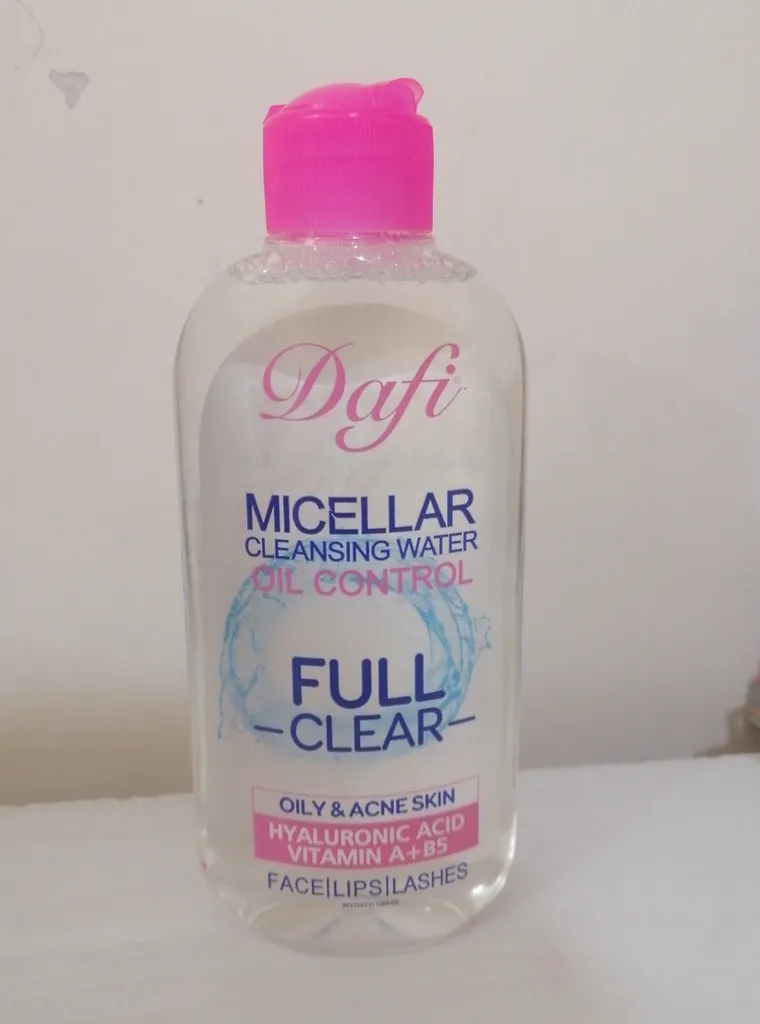 Dafi
MICELLAR
CLEANSING WATER
OIL CONTROL
FULL
-CLEAR-
OILY & ACNE SKIN
HYALURONIC ACID
VITAMIN A+B5
FACE|LIPS|LASHES